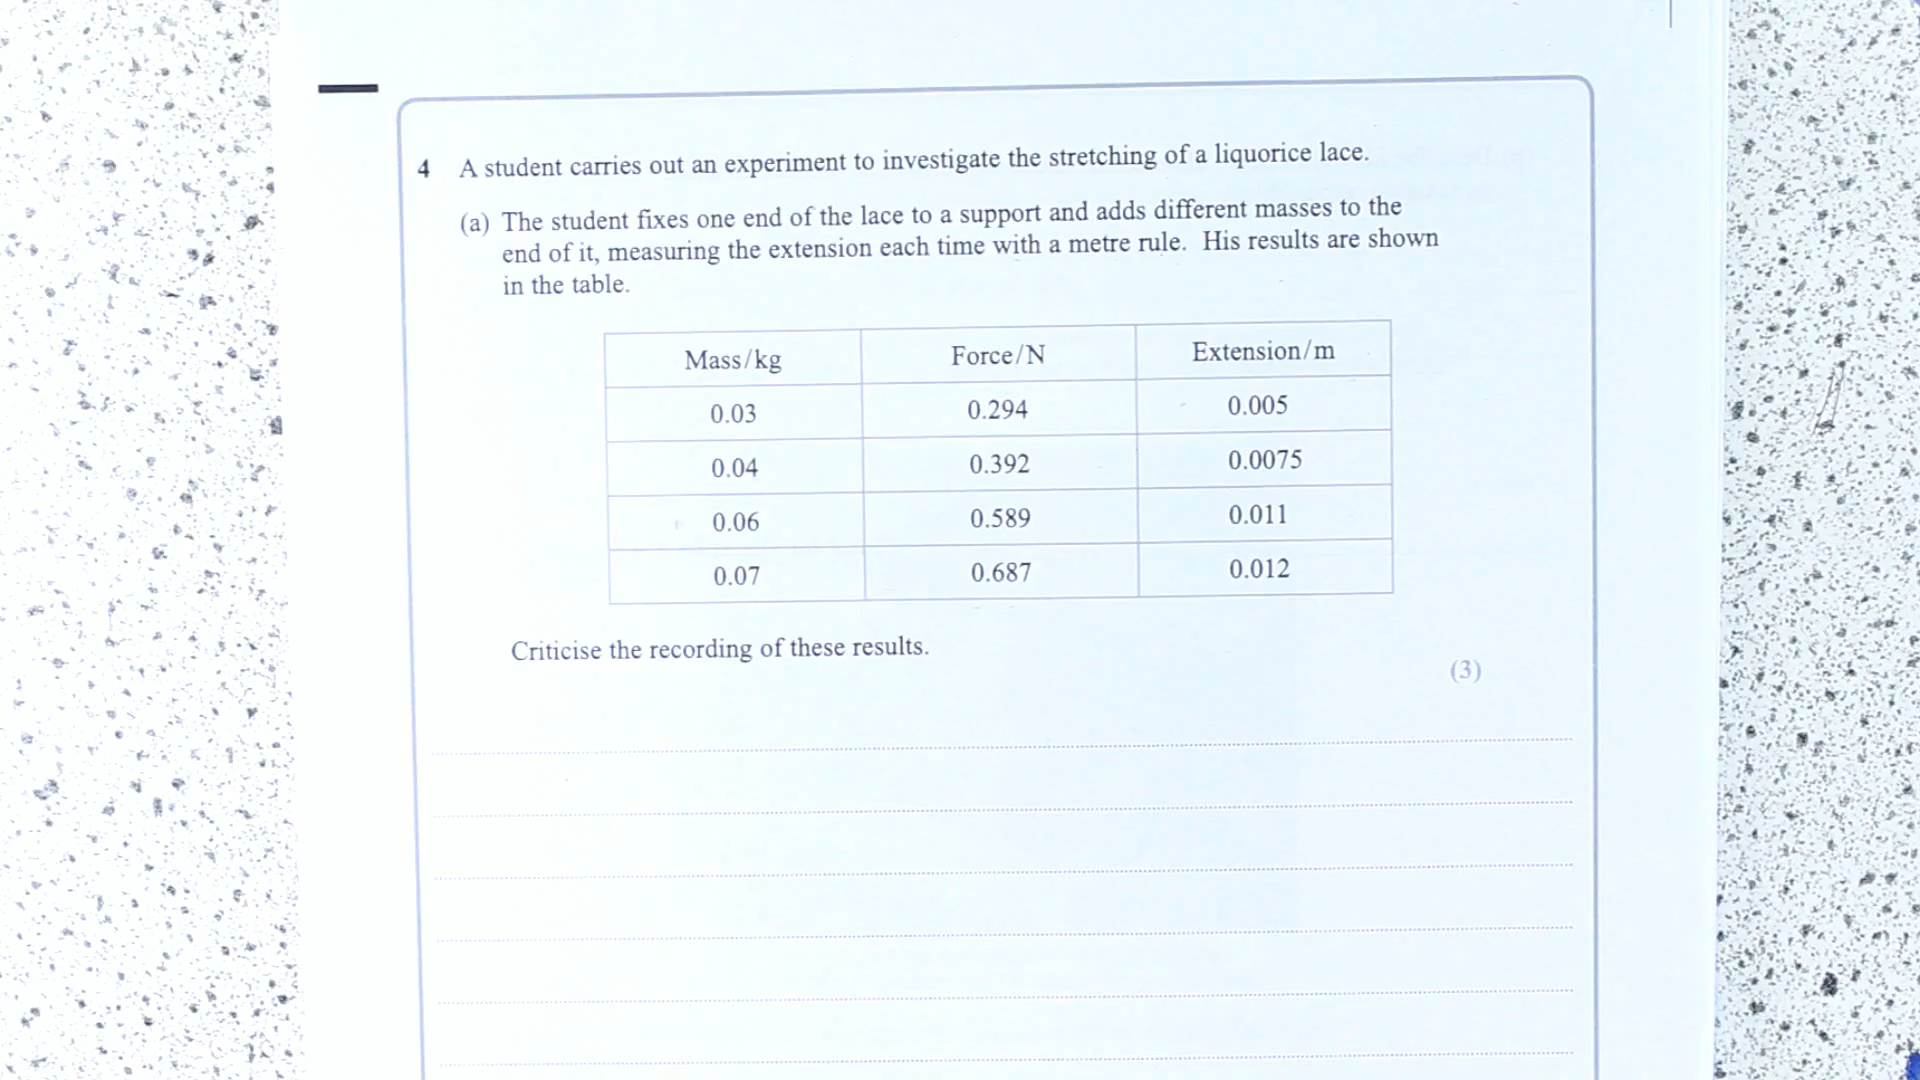 4 A student carries out an experiment to investigate the stretching of a liquorice lace.
(a) The student fixes one end of the lace to a support and adds different masses to the
end of it, measuring the extension each time with a metre rule. His results are shown
in the table.
Mass/kg Force/N Extension/m
0.03 0.294 0.005
0.04 0.392 0.0075
0.06 0.589 0.011
0.07 0.687 0.012
Criticise the recording of these results.
(3)